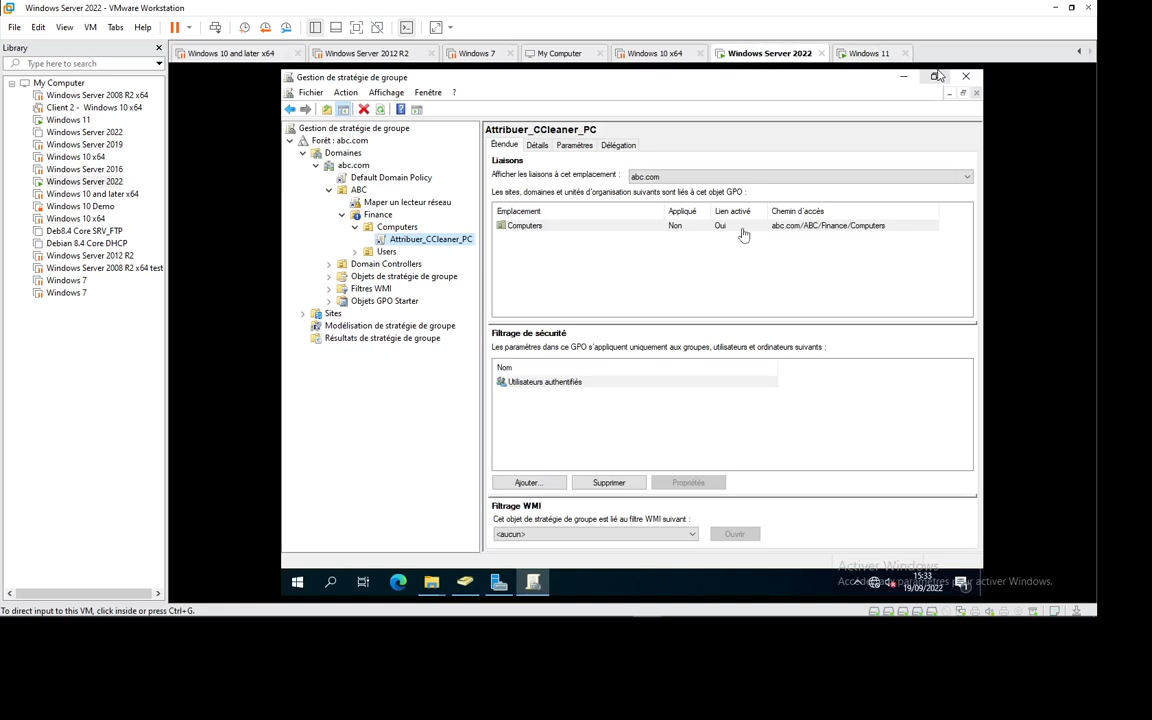 Windows Server 2022 - VMware Workstation
File Edit View VM Tabs Help
Library
Windows 10 and later x64
Windows Server 2012 R2
Windows 7
My Computer
Windows 10 x64
Windows Server 2022
Windows 11
Type here to search
My Computer
Windows Server 2008 R2 x64
Client 2 - Windows 10 x64
Windows 11
Windows Server 2022
Windows Server 2019
Windows 10 x64
Windows Server 2016
Windows Server 2022
Windows 10 and later x64
Windows 10 Demo
Windows 10 x64
Deb8.4 Core SRV_FTP
Debian 8.4 Core DHCP
Windows Server 2012 R2
Windows Server 2008 R2 x64 test
Windows 7
Windows 7
Gestion de stratégie de groupe
Fichier Action Affichage Fenêtre ?
Gestion de stratégie de groupe
Forêt : abc.com
Domaines
abc.com
Default Domain Policy
ABC
Maper un lecteur réseau
Finance
Computers
Attribuer_CCleaner_PC
Users
Domain Controllers
Objets de stratégie de groupe
Filtres WMI
Objets GPO Starter
Sites
Modélisation de stratégie de groupe
Résultats de stratégie de groupe
Attribuer_CCleaner_PC
Étendue Détails Paramètres Délégation
Liaisons
Afficher les liaisons à cet emplacement : abc.com
Les sites, domaines et unités d'organisation suivants sont liés à cet objet GPO :
Emplacement Appliqué Lien activé Chemin d'accès
Computers Non Oui abc.com/ABC/Finance/Computers
Filtrage de sécurité
Les paramètres dans ce GPO s'appliquent uniquement aux groupes, utilisateurs et ordinateurs suivants :
Nom
Utilisateurs authentifiés
Ajouter... Supprimer Propriétés
Filtrage WMI
Cet objet de stratégie de groupe est lié au filtre WMI suivant :
<aucun> Ouvrir
Activer Windows
Accédez aux paramètres pour activer Windows.
15:33
19/09/2022
To direct input to this VM, click inside or press Ctrl+G.